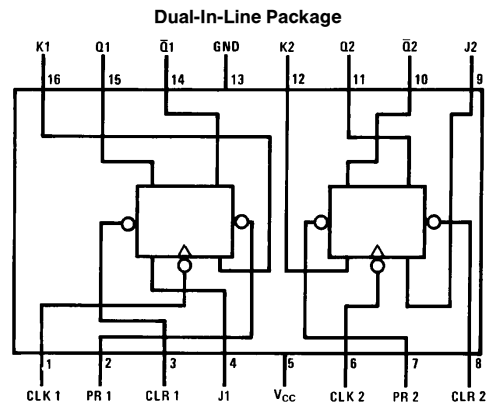 Dual-In-Line Package
K1 Q1 Q̅1 GND K2 Q2 Q̅2 J2
16 15 14 13 12 11 10 9
1 2 3 4 5 6 7 8
CLK 1 PR 1 CLR 1 J1 VCC CLK 2 PR 2 CLR 2